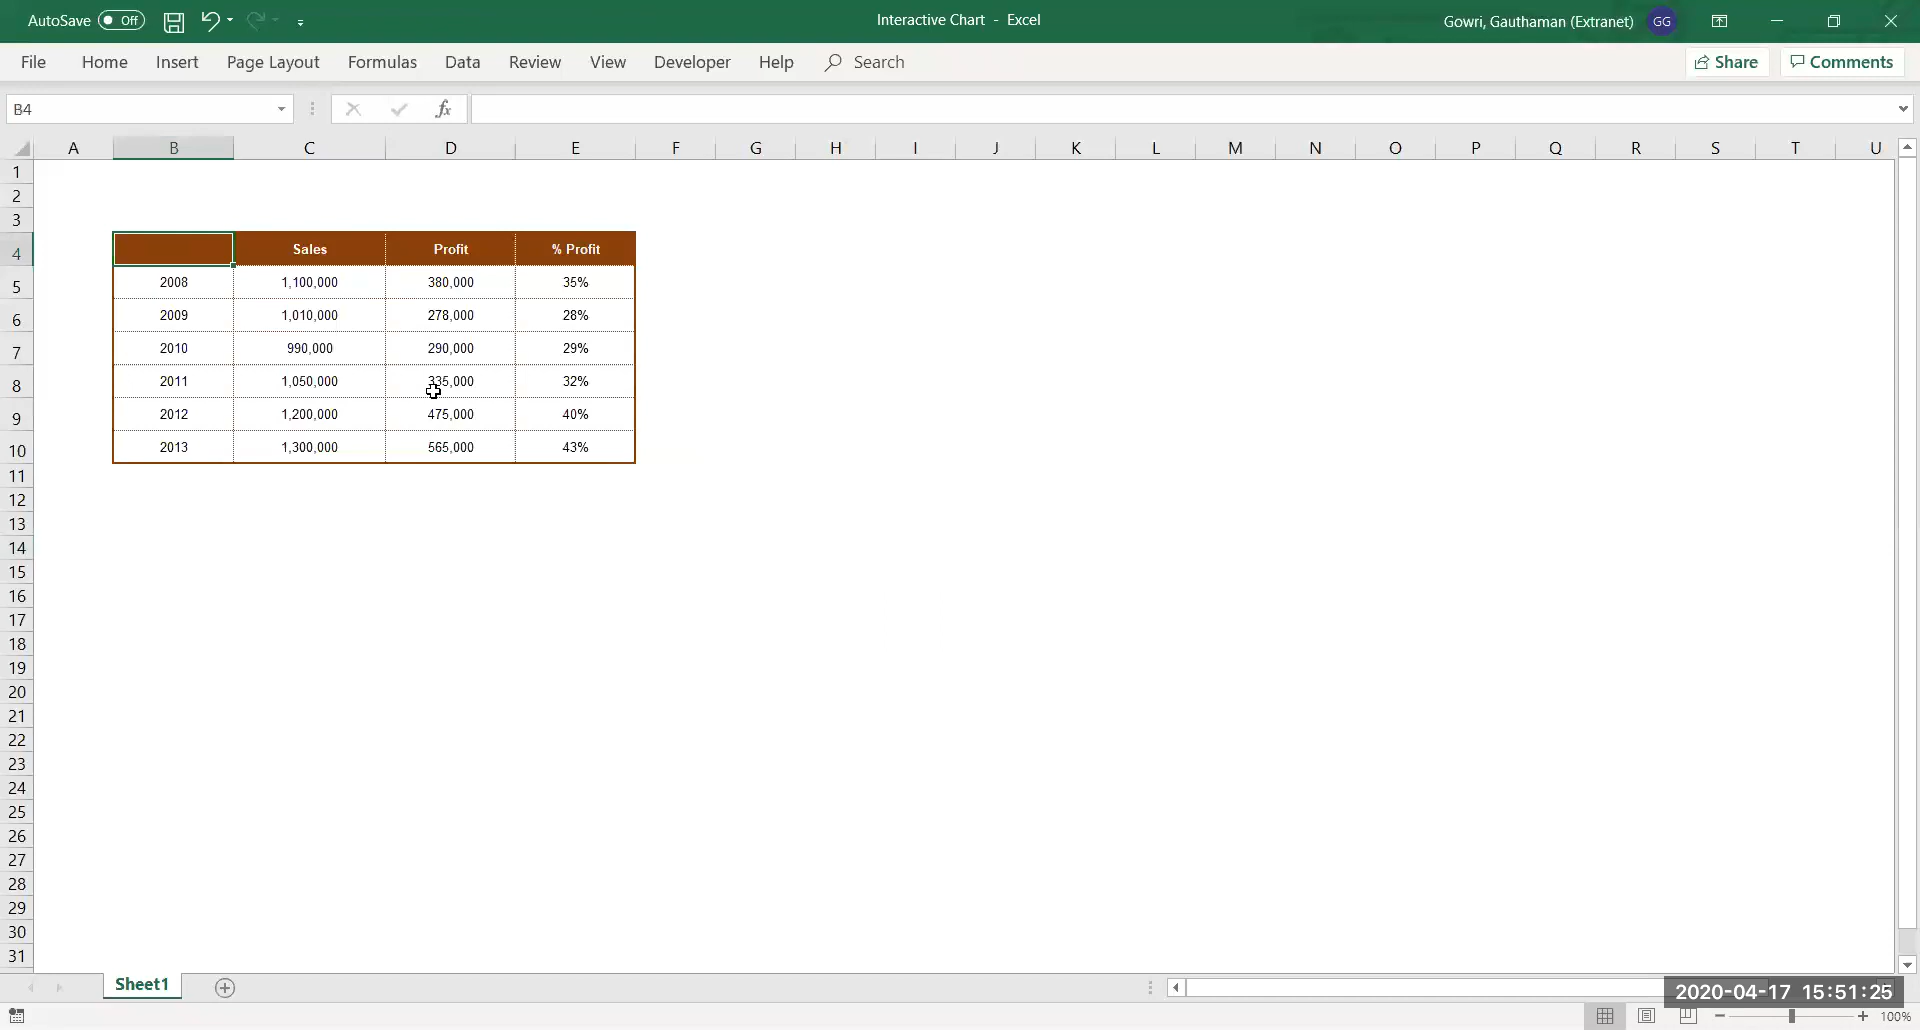 AutoSave Off Interactive Chart - Excel Gowri, Gauthaman (Extranet) GG
File Home Insert Page Layout Formulas Data Review View Developer Help Search Share Comments
B4 fx
A B C D E F G H I J K L M N O P Q R S T U
1
2
3
4 Sales Profit % Profit
5 2008 1,100,000 380,000 35%
6 2009 1,010,000 278,000 28%
7 2010 990,000 290,000 29%
8 2011 1,050,000 335,000 32%
9 2012 1,200,000 475,000 40%
10 2013 1,300,000 565,000 43%
11
12
13
14
15
16
17
18
19
20
21
22
23
24
25
26
27
28
29
30
31
Sheet1
2020-04-17 15:51:25
100%